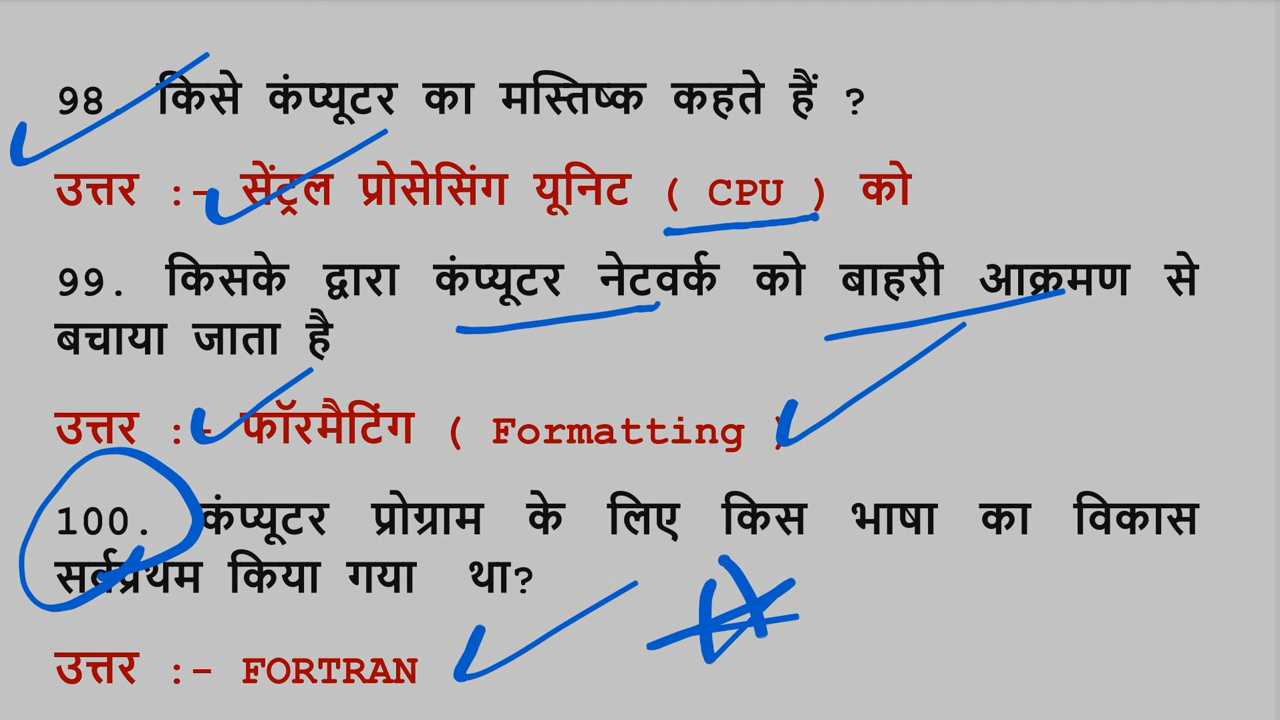 98. किसे कंप्यूटर का मस्तिष्क कहते हैं ?
उत्तर :- सेंट्रल प्रोसेसिंग यूनिट ( CPU ) को
99. किसके द्वारा कंप्यूटर नेटवर्क को बाहरी आक्रमण से
बचाया जाता है
उत्तर :- फॉरमैटिंग ( Formatting )
100. कंप्यूटर प्रोग्राम के लिए किस भाषा का विकास
सर्वप्रथम किया गया था?
उत्तर :- FORTRAN